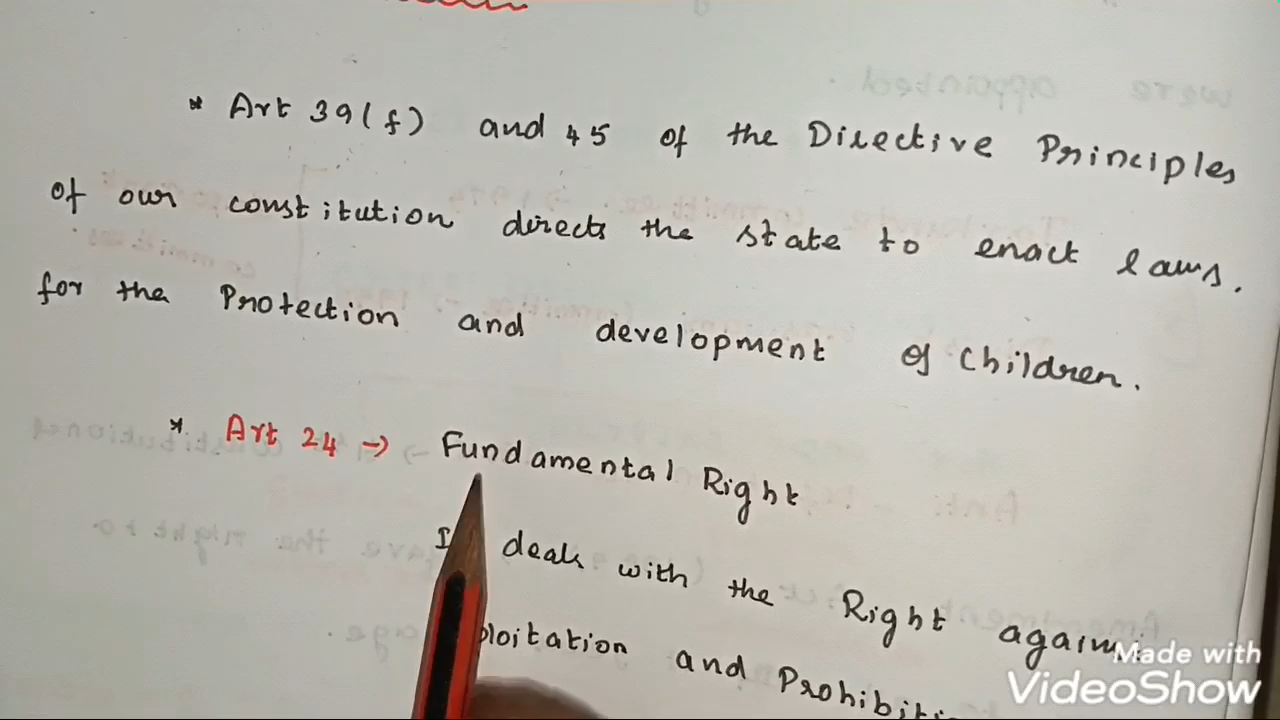 * Art 39(f) and 45 of the Directive Principles
of our constitution directs the state to enact laws.
for the Protection and development of children.
* Art 24 → Fundamental Right
deals with the Right
ploitation and Prohibiti
Made with
VideoShow